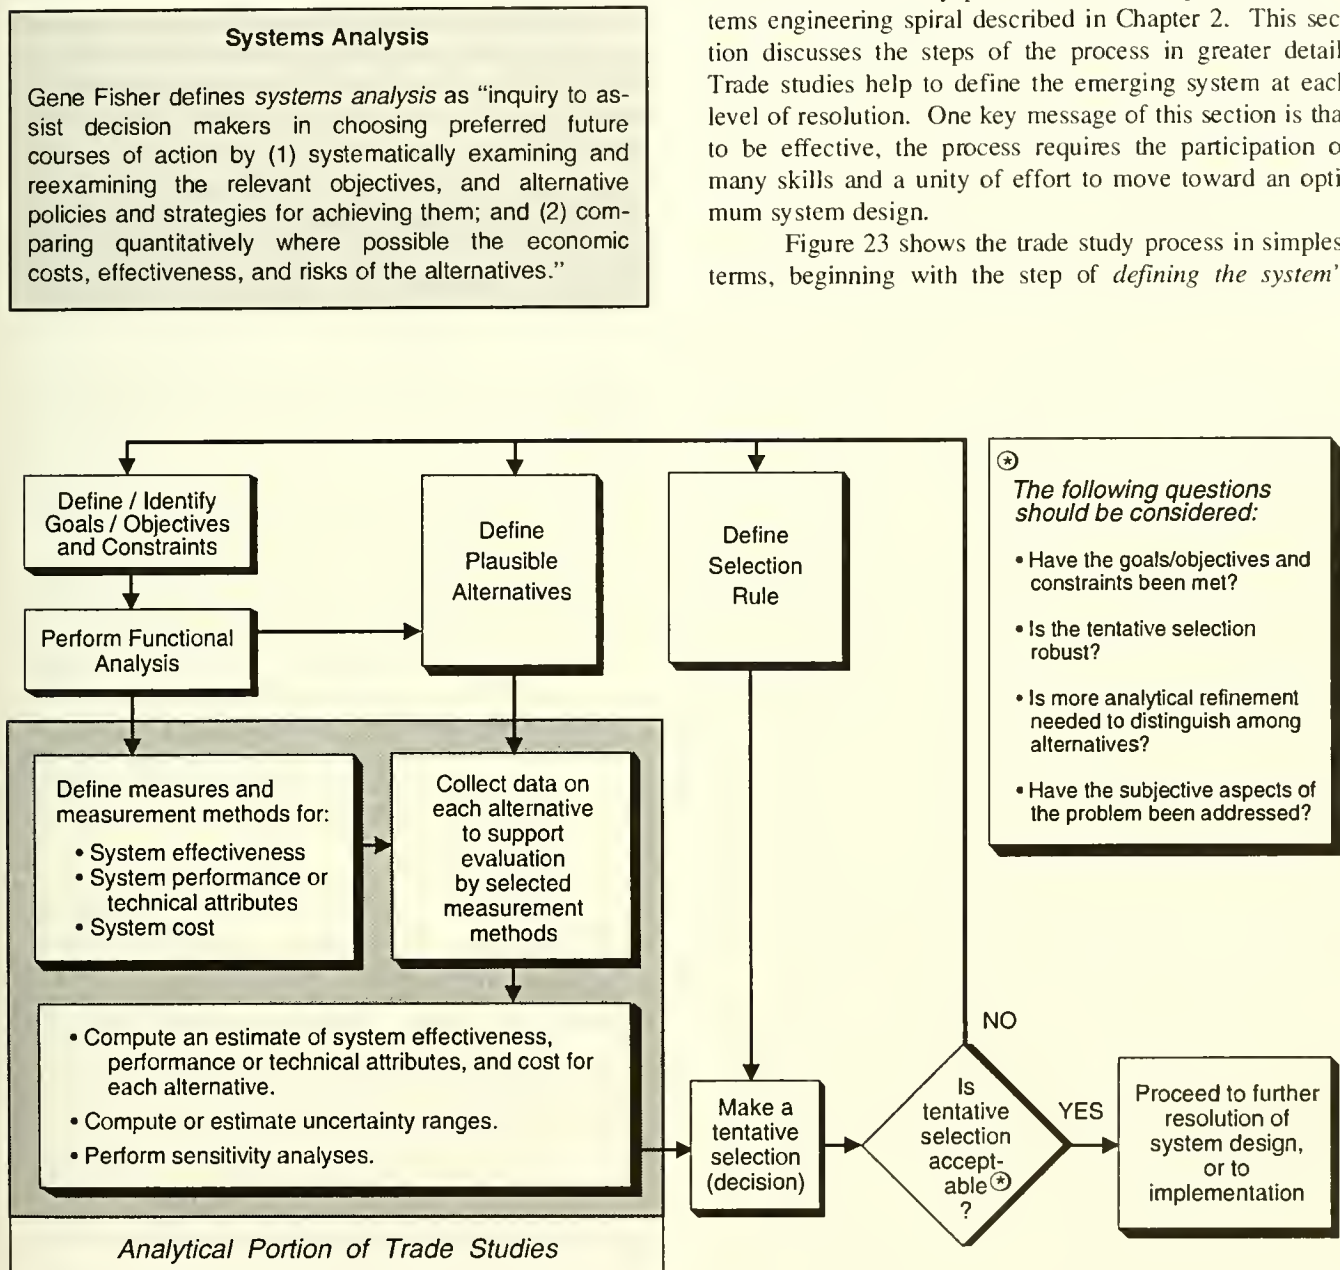 Systems Analysis
Gene Fisher defines systems analysis as “inquiry to as-
sist decision makers in choosing preferred future
courses of action by (1) systematically examining and
reexamining the relevant objectives, and alternative
policies and strategies for achieving them; and (2) com-
paring quantitatively where possible the economic
costs, effectiveness, and risks of the alternatives.”
tems engineering spiral described in Chapter 2. This sec
tion discusses the steps of the process in greater detail
Trade studies help to define the emerging system at each
level of resolution. One key message of this section is tha
to be effective, the process requires the participation o
many skills and a unity of effort to move toward an opti
mum system design.
Figure 23 shows the trade study process in simples
terms, beginning with the step of defining the system'
Define / Identify
Goals / Objectives
and Constraints
Perform Functional
Analysis
Define
Plausible
Alternatives
Define
Selection
Rule
⊛
The following questions
should be considered:
• Have the goals/objectives and
constraints been met?
• Is the tentative selection
robust?
• Is more analytical refinement
needed to distinguish among
alternatives?
• Have the subjective aspects of
the problem been addressed?
Define measures and
measurement methods for:
• System effectiveness
• System performance or
technical attributes
• System cost
Collect data on
each alternative
to support
evaluation
by selected
measurement
methods
• Compute an estimate of system effectiveness,
performance or technical attributes, and cost for
each alternative.
• Compute or estimate uncertainty ranges.
• Perform sensitivity analyses.
Analytical Portion of Trade Studies
Make a
tentative
selection
(decision)
Is
tentative
selection
accept-
able⊛
?
NO
YES
Proceed to further
resolution of
system design,
or to
implementation